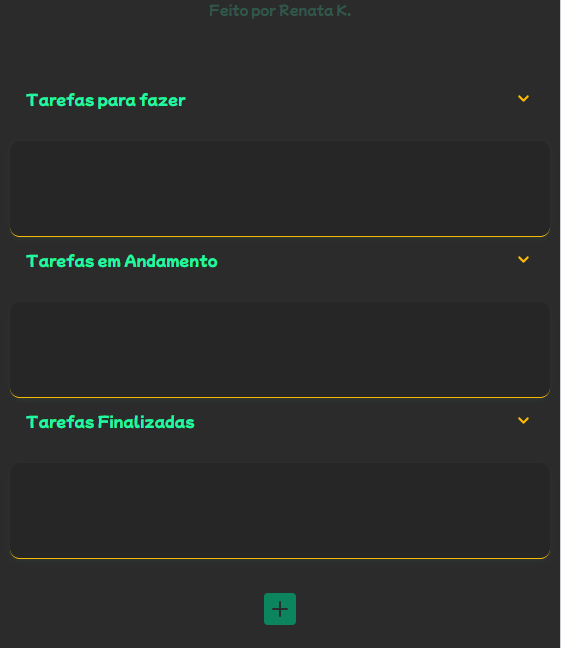 Feito por Renata K.
Tarefas para fazer
Tarefas em Andamento
Tarefas Finalizadas